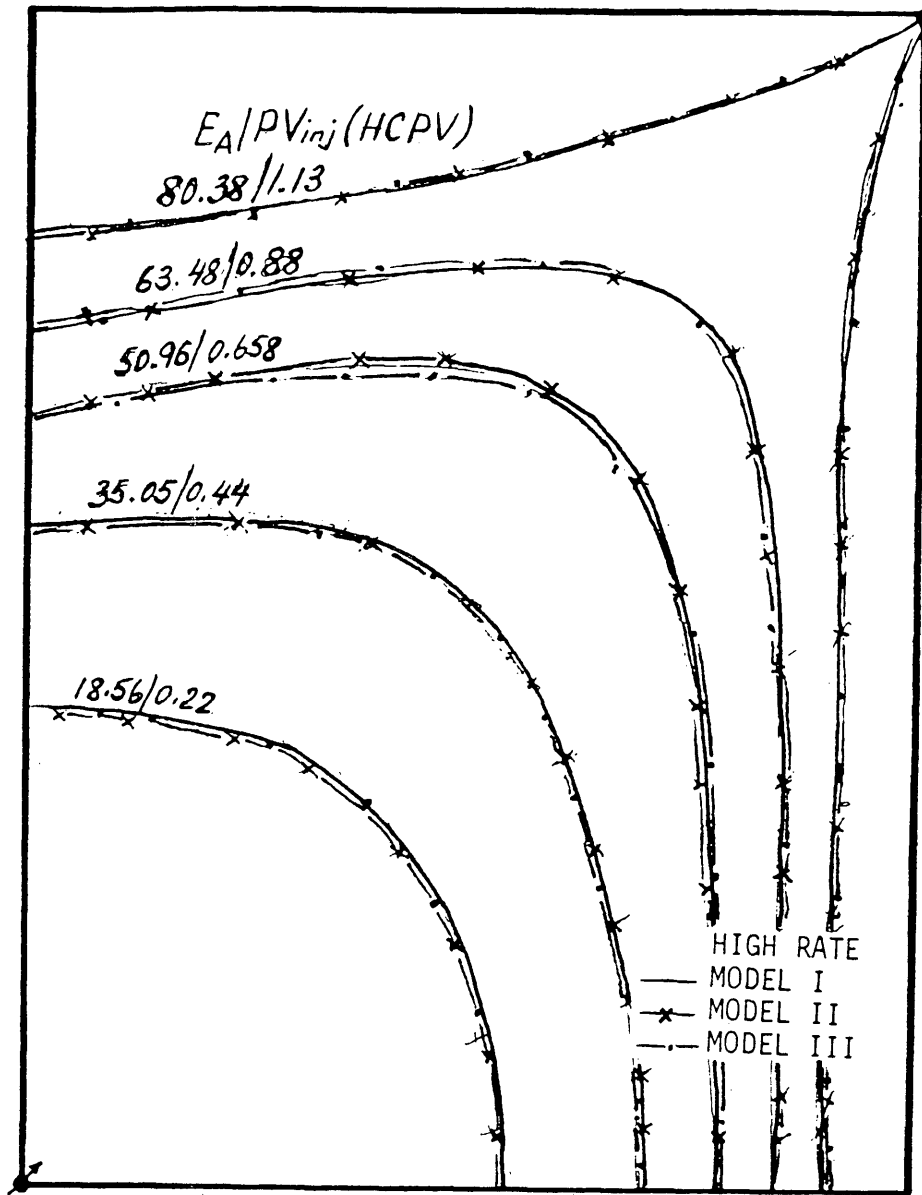 E_A/PVinj(HCPV)
80.38/1.13
63.48/0.88
50.96/0.658
35.05/0.44
18.56/0.22
HIGH RATE
MODEL I
MODEL II
MODEL III